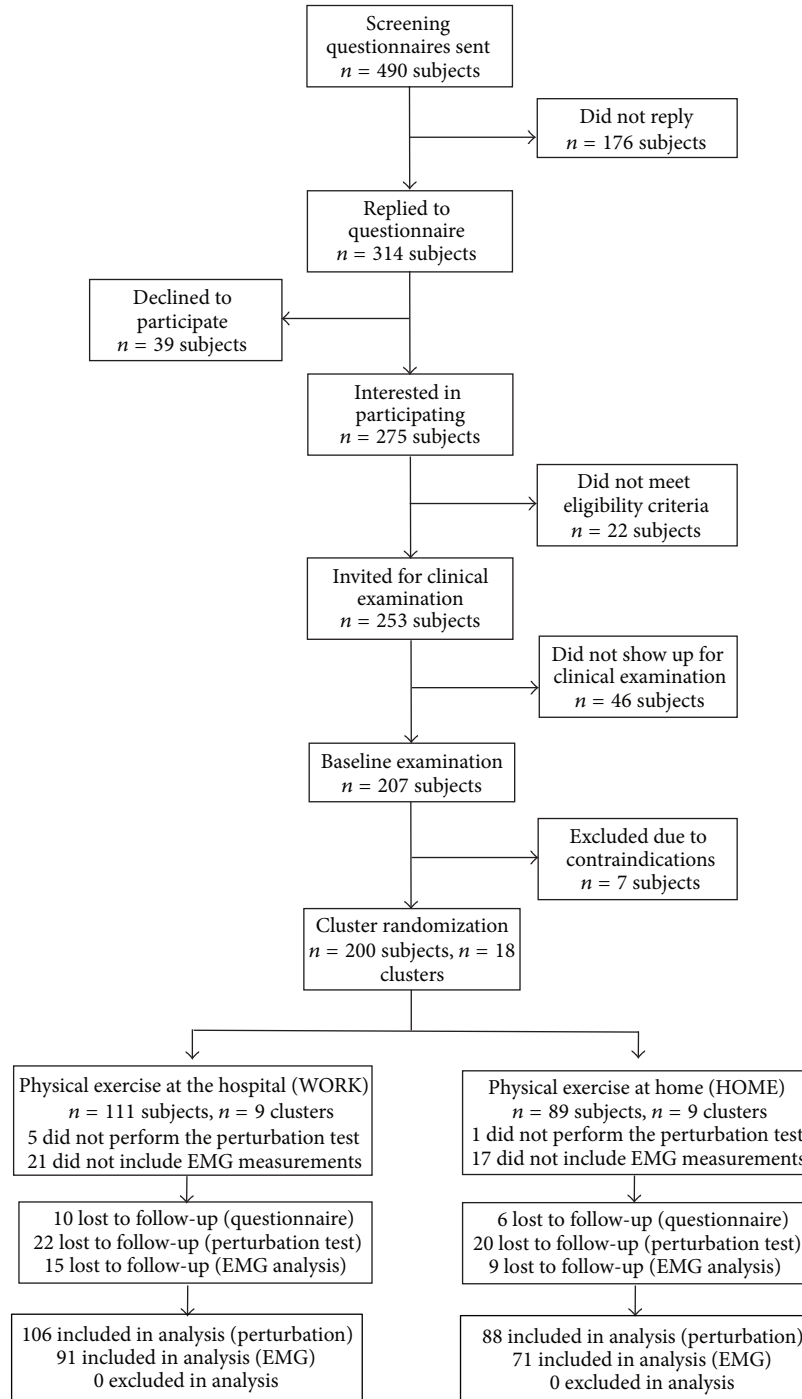 Screening
questionnaires sent
n = 490 subjects
Did not reply
n = 176 subjects
Replied to
questionnaire
n = 314 subjects
Declined to
participate
n = 39 subjects
Interested in
participating
n = 275 subjects
Did not meet
eligibility criteria
n = 22 subjects
Invited for clinical
examination
n = 253 subjects
Did not show up for
clinical examination
n = 46 subjects
Baseline examination
n = 207 subjects
Excluded due to
contraindications
n = 7 subjects
Cluster randomization
n = 200 subjects, n = 18
clusters
Physical exercise at the hospital (WORK)
n = 111 subjects, n = 9 clusters
5 did not perform the perturbation test
21 did not include EMG measurements
Physical exercise at home (HOME)
n = 89 subjects, n = 9 clusters
1 did not perform the perturbation test
17 did not include EMG measurements
10 lost to follow-up (questionnaire)
22 lost to follow-up (perturbation test)
15 lost to follow-up (EMG analysis)
6 lost to follow-up (questionnaire)
20 lost to follow-up (perturbation test)
9 lost to follow-up (EMG analysis)
106 included in analysis (perturbation)
91 included in analysis (EMG)
0 excluded in analysis
88 included in analysis (perturbation)
71 included in analysis (EMG)
0 excluded in analysis